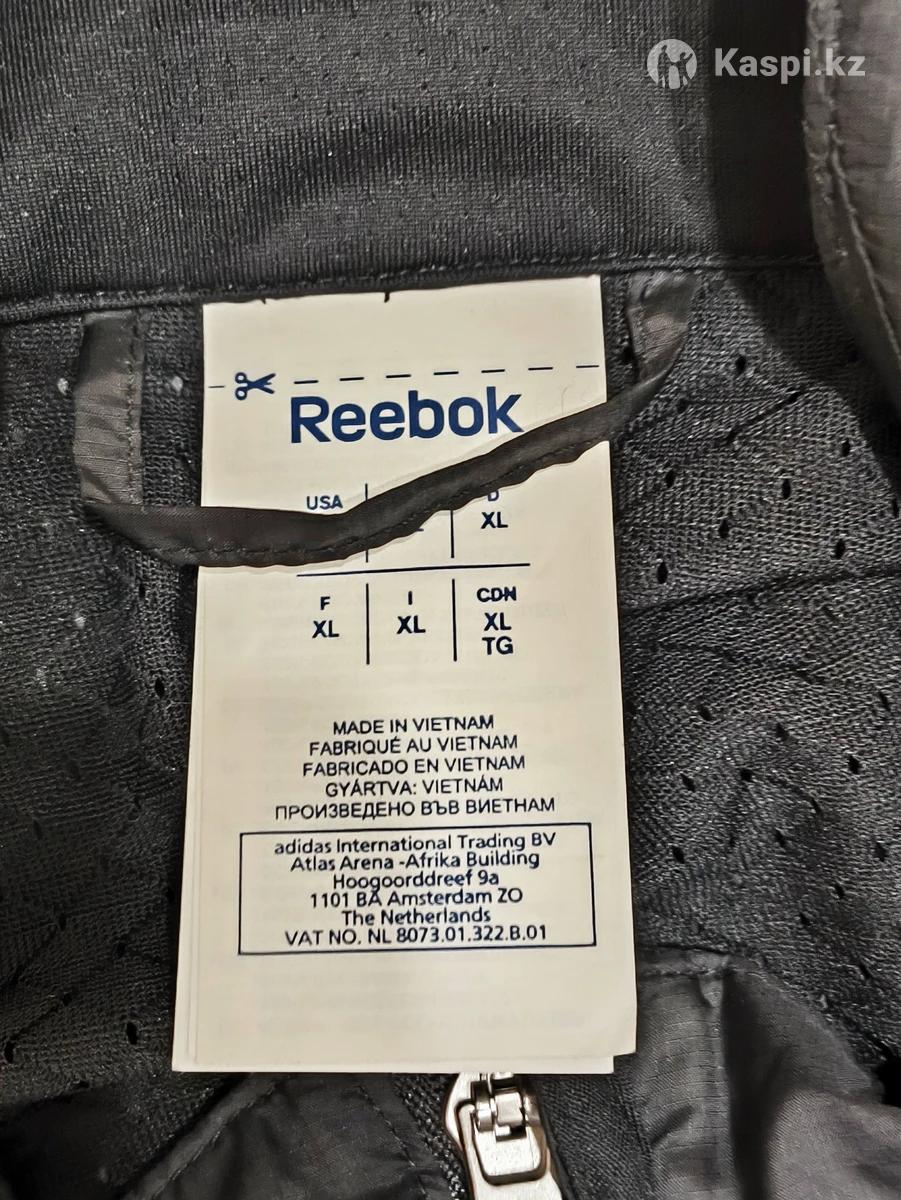 Kaspi.kz
Reebok
USA
D
XL
F I CDN
XL XL XL
TG
MADE IN VIETNAM
FABRIQUÉ AU VIETNAM
FABRICADO EN VIETNAM
GYÁRTVA: VIETNÁM
ПРОИЗВЕДЕНО ВЪВ ВИЕТНАМ
adidas International Trading BV
Atlas Arena -Afrika Building
Hoogoorddreef 9a
1101 BA Amsterdam ZO
The Netherlands
VAT NO. NL 8073.01.322.B.01